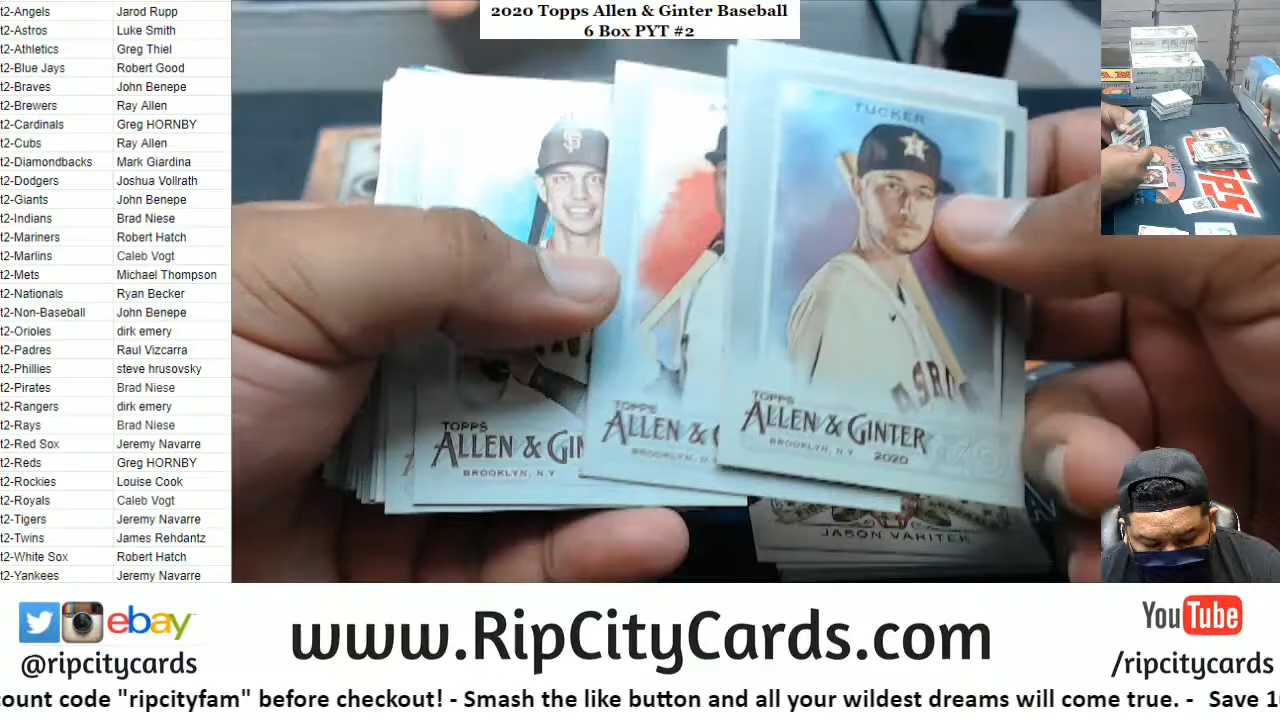 2020 Topps Allen & Ginter Baseball
6 Box PYT #2
t2-Angels Jarod Rupp
t2-Astros Luke Smith
t2-Athletics Greg Thiel
t2-Blue Jays Robert Good
t2-Braves John Benepe
t2-Brewers Ray Allen
t2-Cardinals Greg HORNBY
t2-Cubs Ray Allen
t2-Diamondbacks Mark Giardina
t2-Dodgers Joshua Vollrath
t2-Giants John Benepe
t2-Indians Brad Niese
t2-Mariners Robert Hatch
t2-Marlins Caleb Vogt
t2-Mets Michael Thompson
t2-Nationals Ryan Becker
t2-Non-Baseball John Benepe
t2-Orioles dirk emery
t2-Padres Raul Vizcarra
t2-Phillies steve hrusovsky
t2-Pirates Brad Niese
t2-Rangers dirk emery
t2-Rays Brad Niese
t2-Red Sox Jeremy Navarre
t2-Reds Greg HORNBY
t2-Rockies Louise Cook
t2-Royals Caleb Vogt
t2-Tigers Jeremy Navarre
t2-Twins James Rehdantz
t2-White Sox Robert Hatch
t2-Yankees Jeremy Navarre
TUCKER
TOPPS
ALLEN & GINTER
BROOKLYN, N.Y 2020
TOPPS
ALLEN & G
TOPPS
ALLEN & GIN
BROOKLYN, N.Y
JASON VARITEK
ebay
@ripcitycards
www.RipCityCards.com
YouTube
/ripcitycards
count code "ripcityfam" before checkout! - Smash the like button and all your wildest dreams will come true. - Save 1